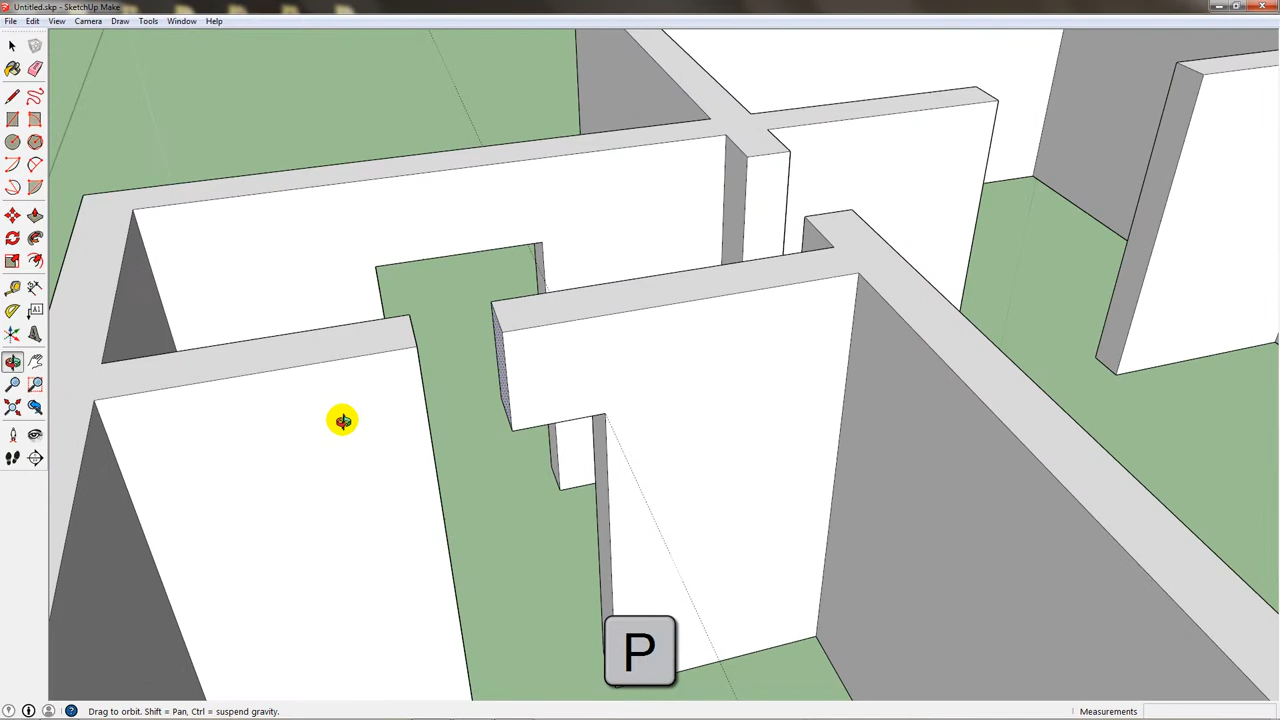 Untitled.skp - SketchUp Make
File Edit View Camera Draw Tools Window Help
A1
P
Drag to orbit. Shift = Pan, Ctrl = suspend gravity.
Measurements